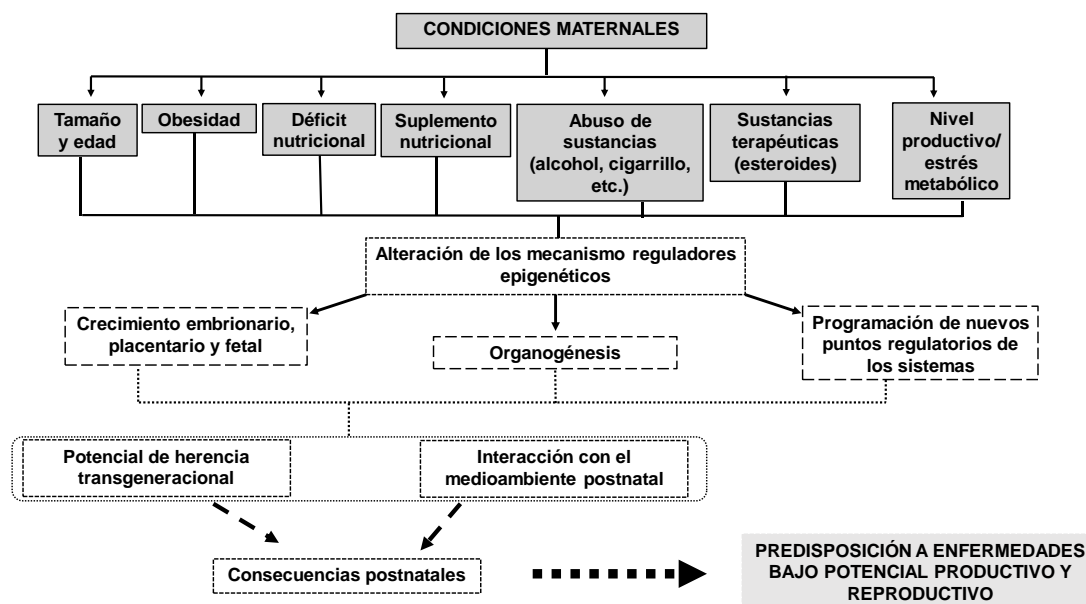 CONDICIONES MATERNALES
Tamaño
y edad
Obesidad
Déficit
nutricional
Suplemento
nutricional
Abuso de
sustancias
(alcohol, cigarrillo,
etc.)
Sustancias
terapéuticas
(esteroides)
Nivel
productivo/
estrés
metabólico
Alteración de los mecanismo reguladores
epigenéticos
Crecimiento embrionario,
placentario y fetal
Organogénesis
Programación de nuevos
puntos regulatorios de
los sistemas
Potencial de herencia
transgeneracional
Interacción con el
medioambiente postnatal
Consecuencias postnatales
PREDISPOSICIÓN A ENFERMEDADES
BAJO POTENCIAL PRODUCTIVO Y
REPRODUCTIVO